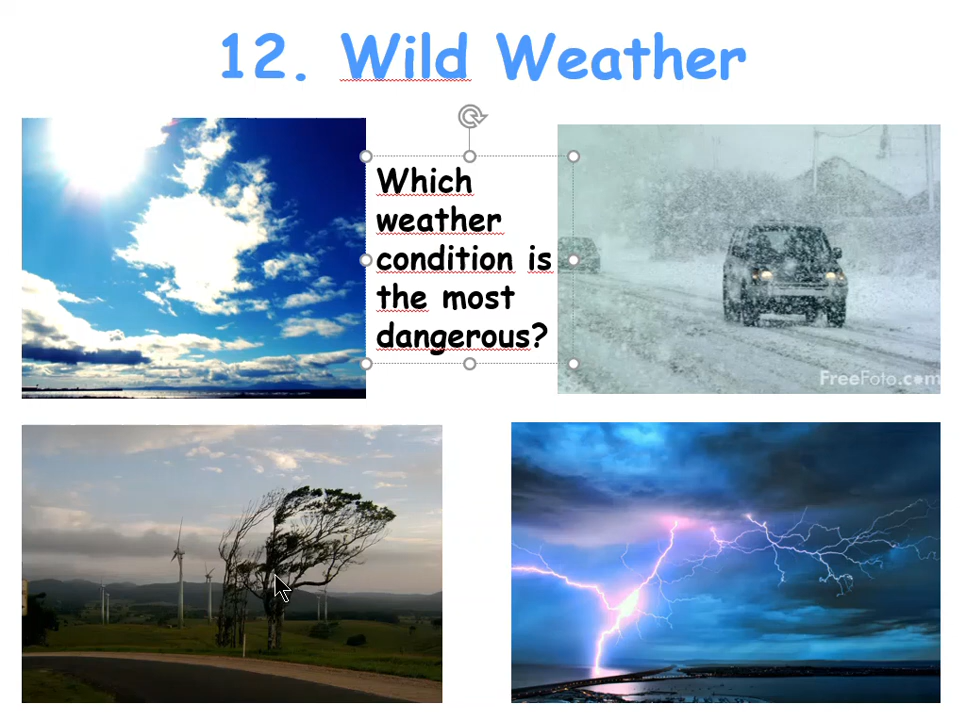 12. Wild Weather
Which
weather
condition is
the most
dangerous?
FreeFoto.com